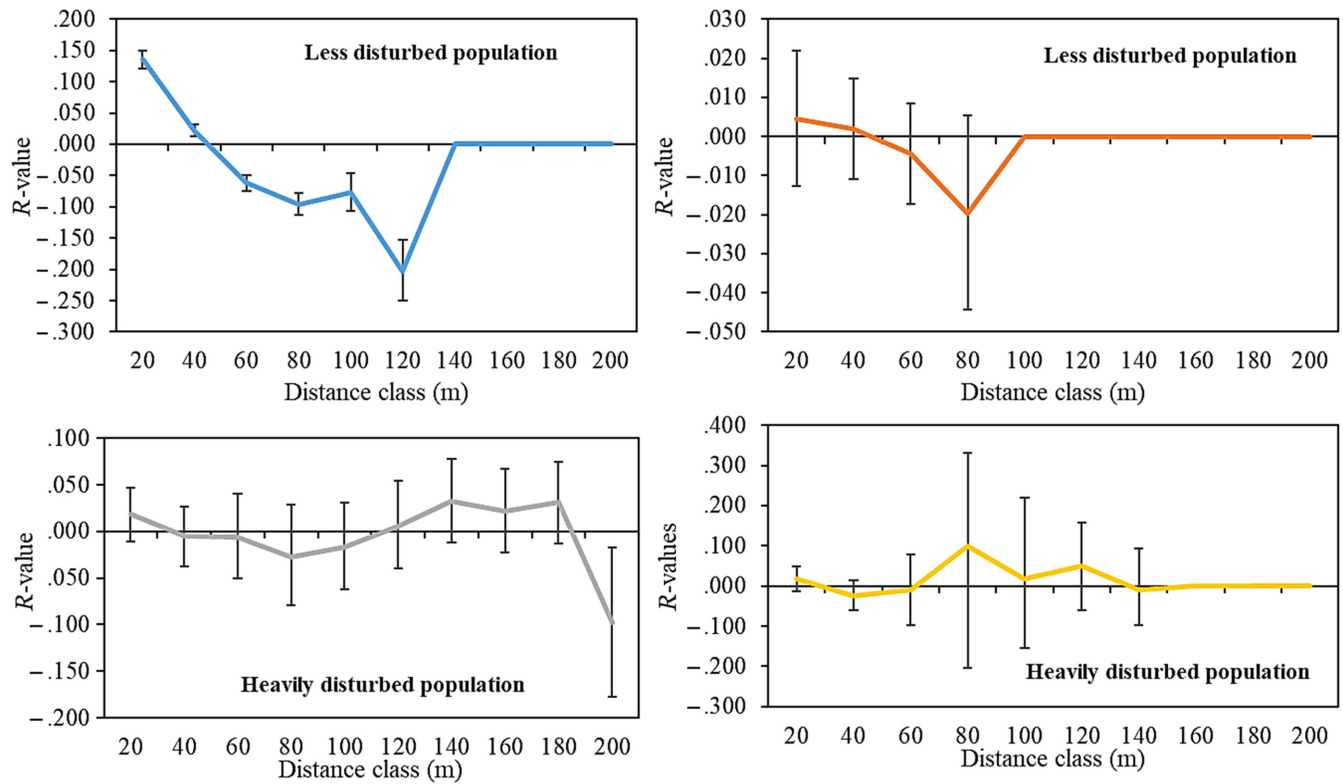 .200
.150
.100
.050
.000
– .050
– .100
– .150
– .200
– .250
– .300
R-value
Less disturbed population
20 40 60 80 100 120 140 160 180 200
Distance class (m)
.030
.020
.010
.000
– .010
– .020
– .030
– .040
– .050
R-value
Less disturbed population
20 40 60 80 100 120 140 160 180 200
Distance class (m)
.100
.050
.000
– .050
– .100
– .150
– .200
R-value
Heavily disturbed population
20 40 60 80 100 120 140 160 180 200
Distance class (m)
.400
.300
.200
.100
.000
– .100
– .200
– .300
R-values
Heavily disturbed population
20 40 60 80 100 120 140 160 180 200
Distance class (m)